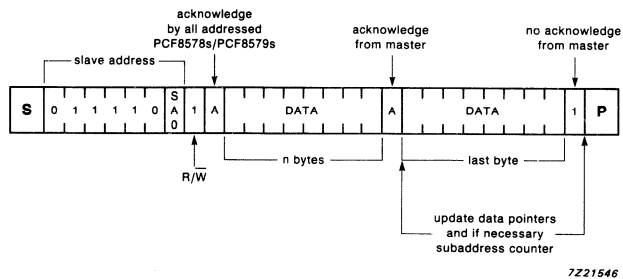 acknowledge
by all addressed
PCF8578s/PCF8579s
acknowledge
from master
no acknowledge
from master
slave address
S 0 1 1 1 1 0 S A 0 1 A DATA A DATA 1 P
R/W̅
n bytes
last byte
update data pointers
and if necessary
subaddress counter
7Z21546